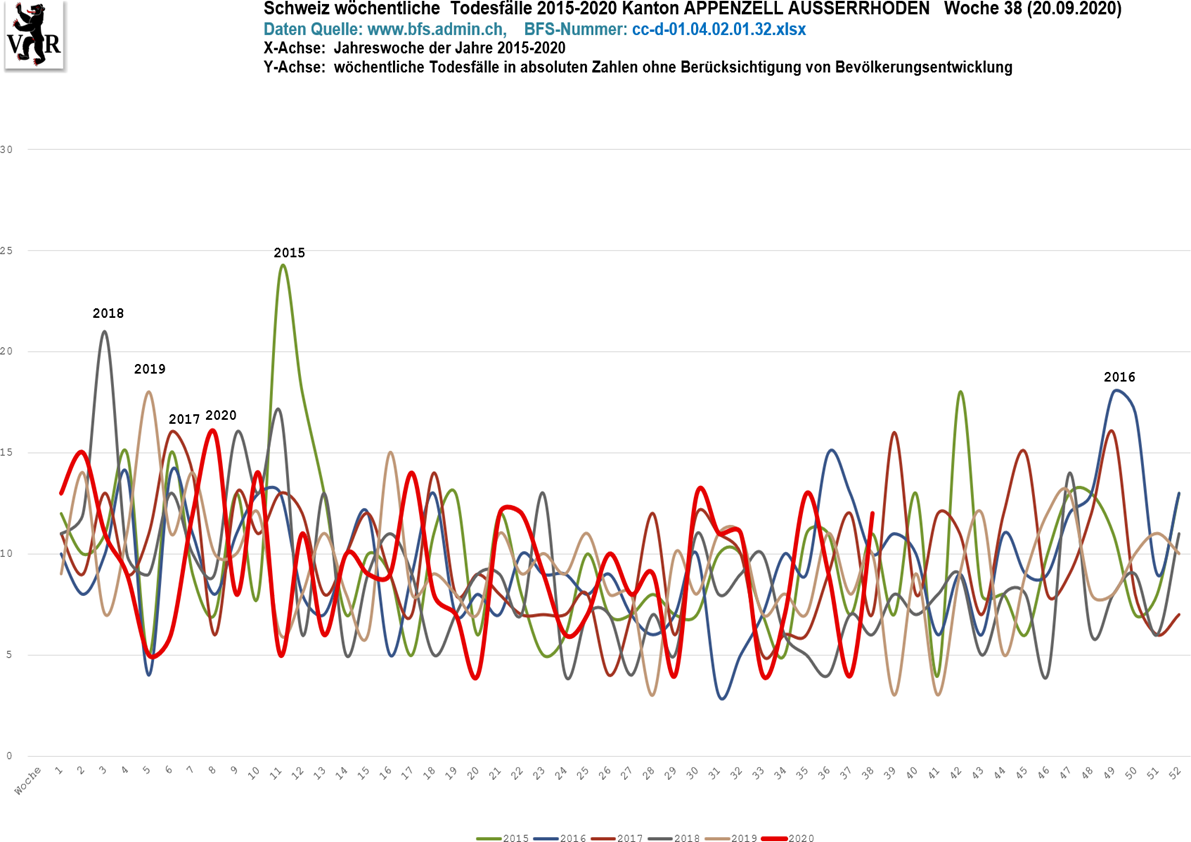 V R
Schweiz wöchentliche Todesfälle 2015-2020 Kanton APPENZELL AUSSERRHODEN Woche 38 (20.09.2020)
Daten Quelle: www.bfs.admin.ch, BFS-Nummer: cc-d-01.04.02.01.32.xlsx
X-Achse: Jahreswoche der Jahre 2015-2020
Y-Achse: wöchentliche Todesfälle in absoluten Zahlen ohne Berücksichtigung von Bevölkerungsentwicklung
30
25
2015
2018
20
2019
2016
2017 2020
15
10
5
0
Woche 1 2 3 4 5 6 7 8 9 10 11 12 13 14 15 16 17 18 19 20 21 22 23 24 25 26 27 28 29 30 31 32 33 34 35 36 37 38 39 40 41 42 43 44 45 46 47 48 49 50 51 52
2015 2016 2017 2018 2019 2020